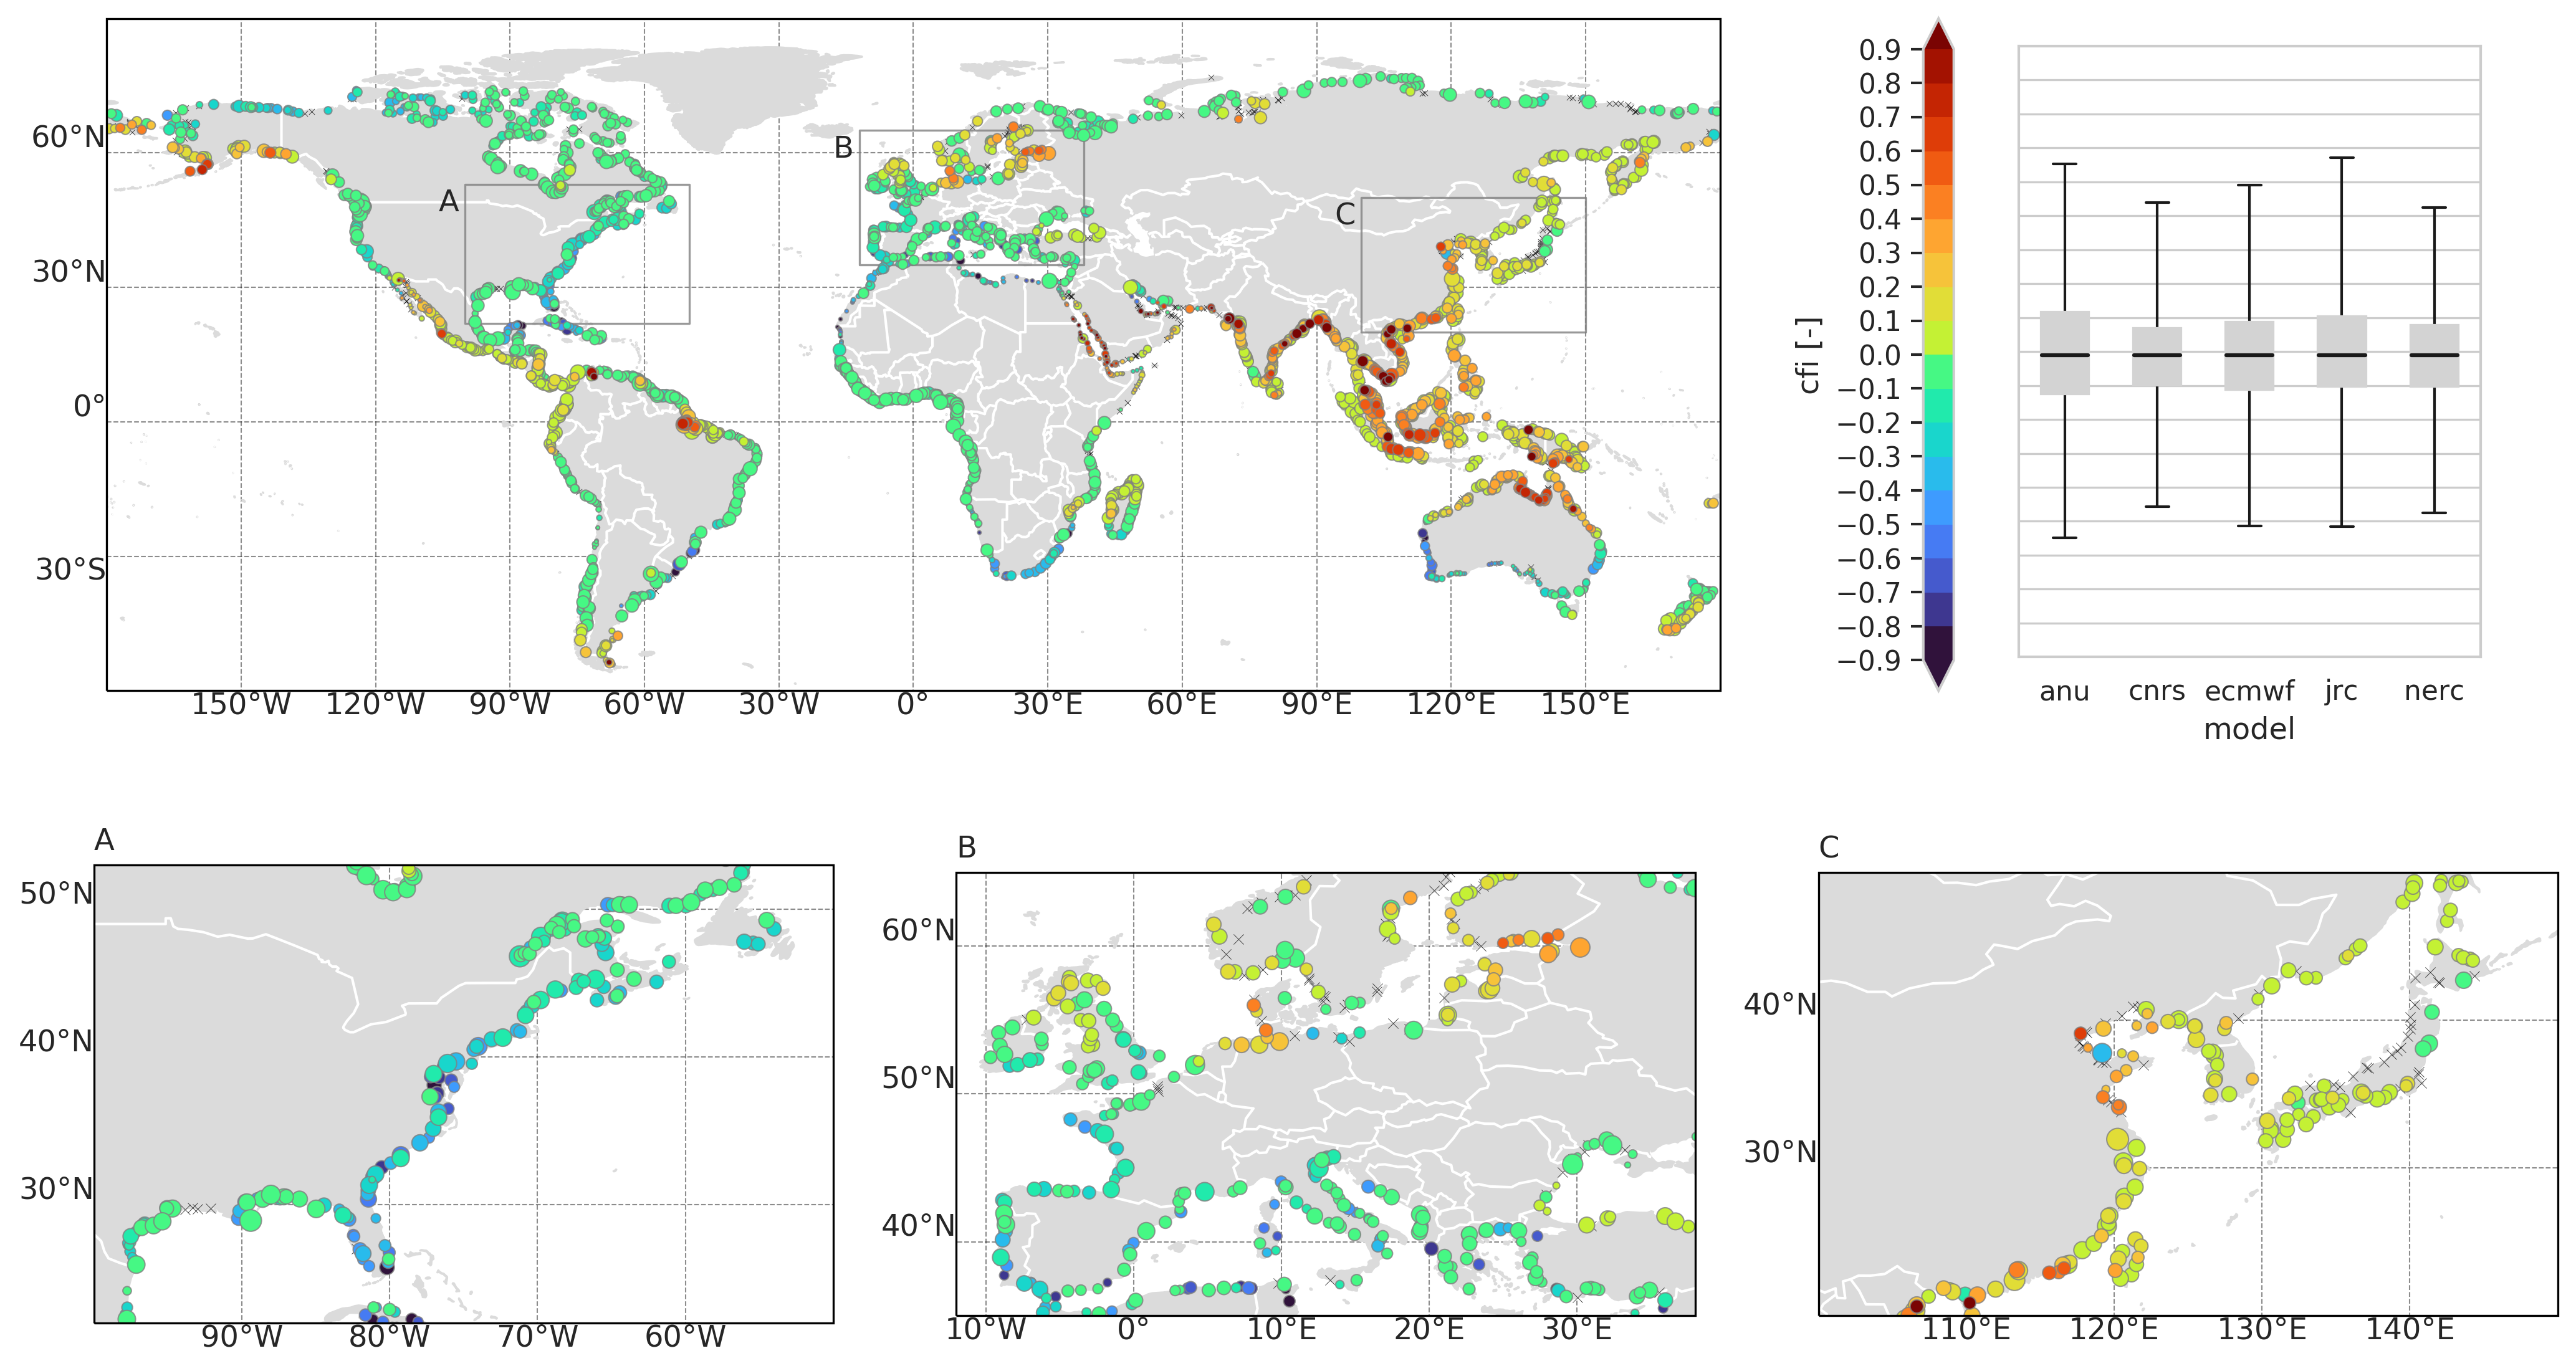 60°N
30°N
0°
30°S
150°W 120°W 90°W 60°W 30°W 0° 30°E 60°E 90°E 120°E 150°E
A
B
C
cfi [-]
0.9
0.8
0.7
0.6
0.5
0.4
0.3
0.2
0.1
0.0
−0.1
−0.2
−0.3
−0.4
−0.5
−0.6
−0.7
−0.8
−0.9
anu cnrs ecmwf jrc nerc
model
A
50°N
40°N
30°N
90°W 80°W 70°W 60°W
B
60°N
50°N
40°N
10°W 0° 10°E 20°E 30°E
C
40°N
30°N
110°E 120°E 130°E 140°E